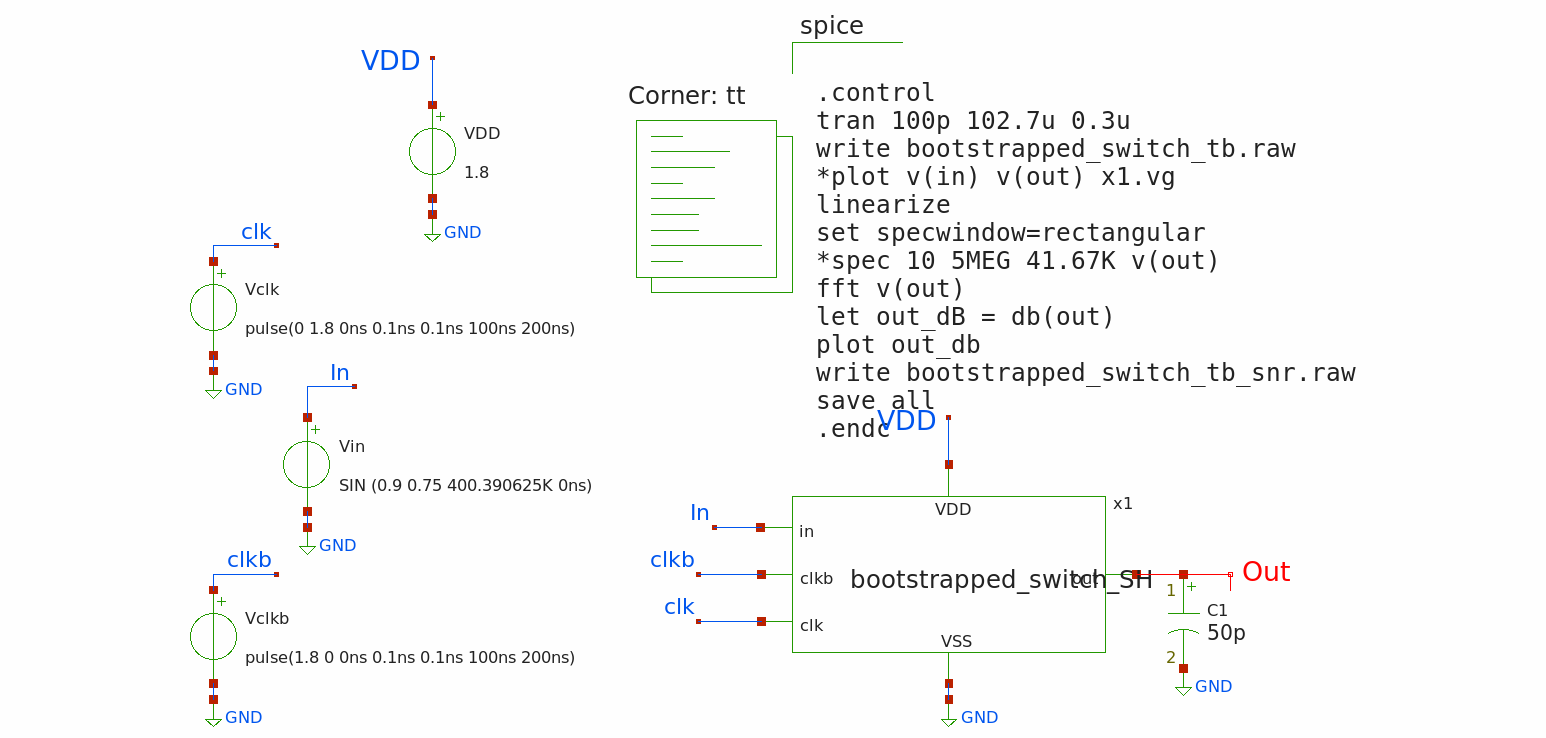 spice
VDD
Corner: tt
.control
tran 100p 102.7u 0.3u
write bootstrapped_switch_tb.raw
*plot v(in) v(out) x1.vg
linearize
set specwindow=rectangular
*spec 10 5MEG 41.67K v(out)
fft v(out)
let out_dB = db(out)
plot out_db
write bootstrapped_switch_tb_snr.raw
save all
.endc
+
VDD
1.8
GND
clk
+
Vclk
pulse(0 1.8 0ns 0.1ns 0.1ns 100ns 200ns)
GND
In
+
Vin
SIN (0.9 0.75 400.390625K 0ns)
GND
clkb
+
Vclkb
pulse(1.8 0 0ns 0.1ns 0.1ns 100ns 200ns)
GND
VDD
VDD
x1
In
in
clkb
clkb
bootstrapped_switch_SH
out
Out
clk
clk
VSS
GND
1
+
C1
50p
2
GND